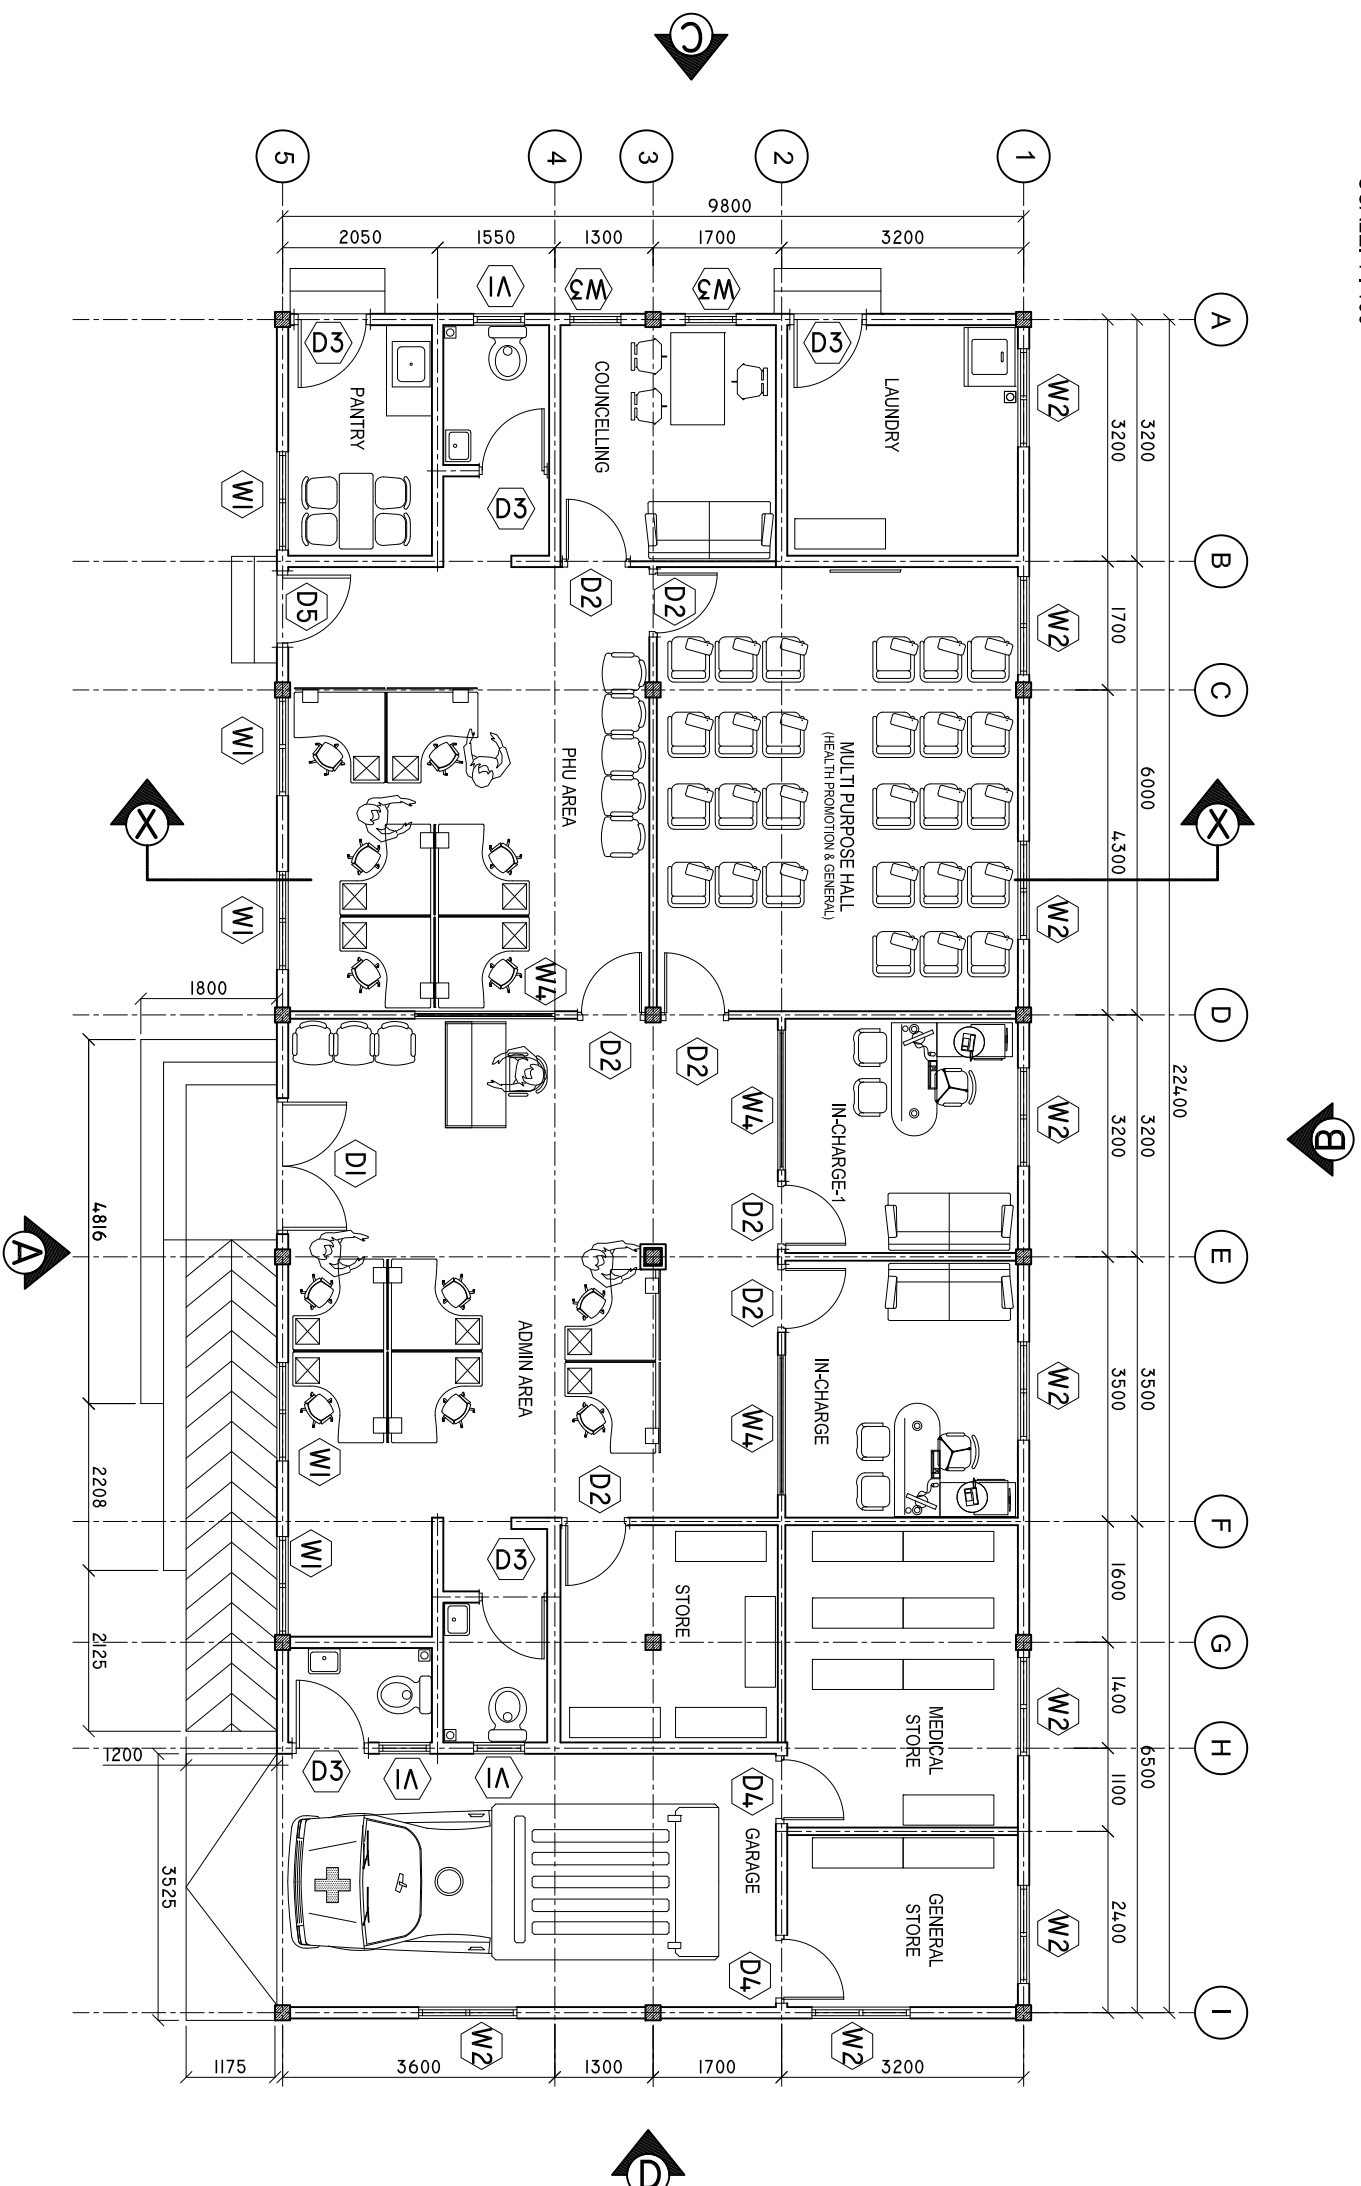 C
5
4
3
2
1
9800
2050
1550
1300
1700
3200
V1
W3
W3
A
D3
D3
PANTRY
COUNCELLING
LAUNDRY
W2
3200
3200
W1
D3
B
D5
D2
D2
W2
1700
C
W1
PHU AREA
MULTI PURPOSE HALL
(HEALTH PROMOTION & GENERAL)
6000
4300
X
X
W1
W2
W4
1800
D
D2
D2
22400
B
W4
IN-CHARGE-1
W2
3200
3200
D1
4816
D2
A
E
D2
ADMIN AREA
IN-CHARGE
W2
3500
3500
W4
W1
D2
2208
F
W1
D3
STORE
1600
2125
G
MEDICAL
STORE
W2
1400
H
1200
D3
V1
V1
D4
1100
6500
GARAGE
GENERAL
STORE
3525
D4
W2
2400
I
W2
W2
1175
3600
1300
1700
3200
D